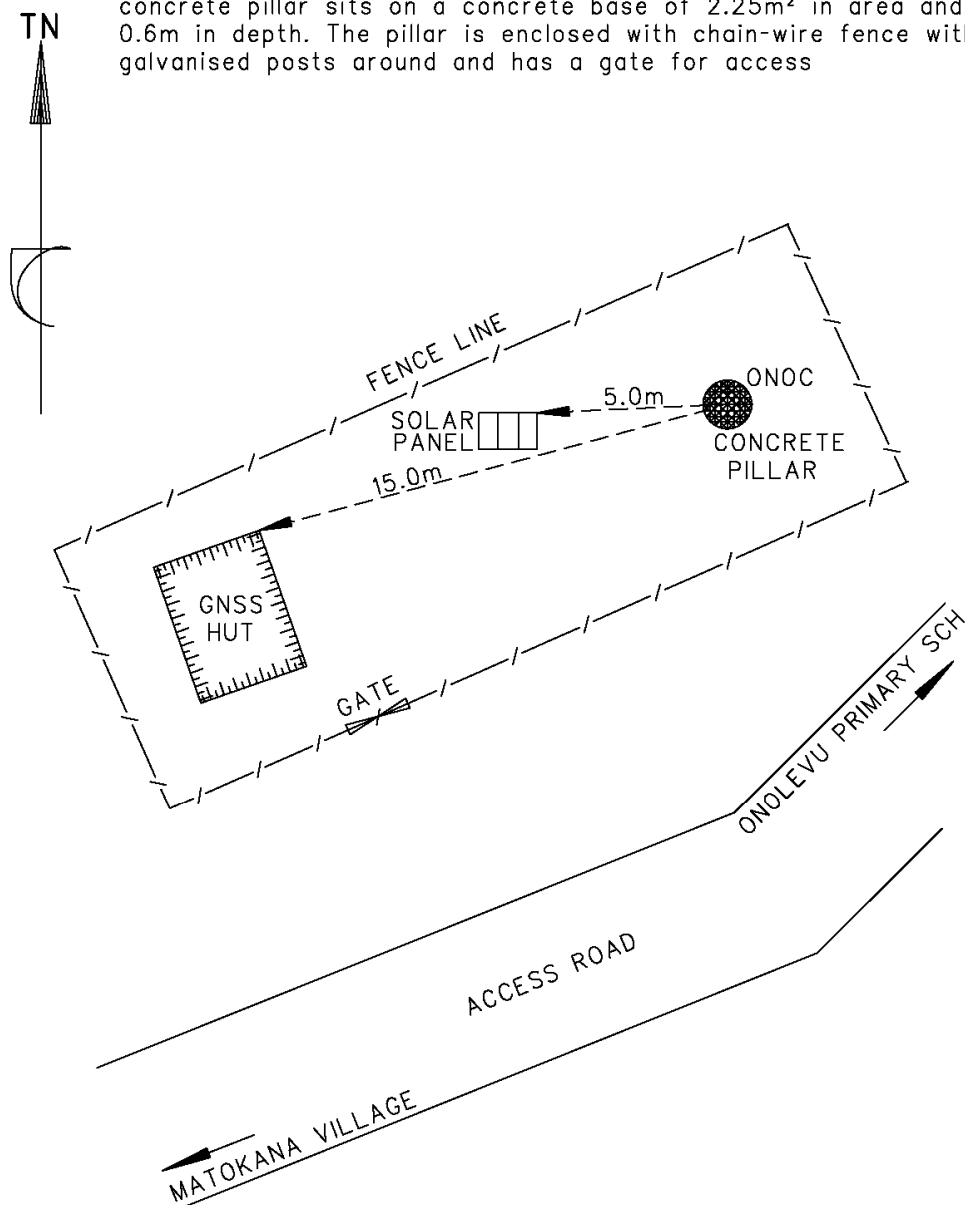 concrete pillar sits on a concrete base of 2.25m² in area and
TN
0.6m in depth. The pillar is enclosed with chain-wire fence with
galvanised posts around and has a gate for access
FENCE LINE
ONOC
5.0m
SOLAR
PANEL
CONCRETE
PILLAR
15.0m
GNSS
HUT
GATE
ONOLEVU PRIMARY SCH
ACCESS ROAD
MATOKANA VILLAGE